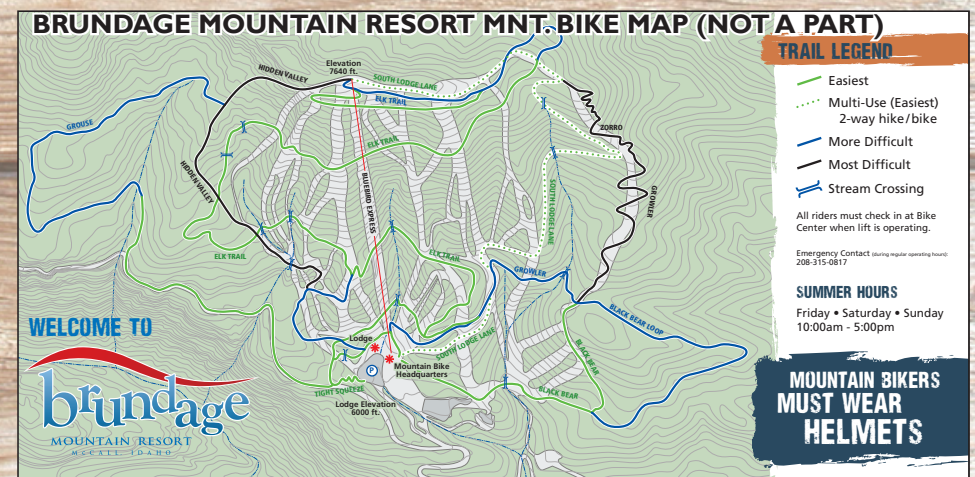 BRUNDAGE MOUNTAIN RESORT MNT. BIKE MAP (NOT A PART)
TRAIL LEGEND
Easiest
Multi-Use (Easiest)
2-way hike/bike
More Difficult
Most Difficult
Stream Crossing
All riders must check in at Bike
Center when lift is operating.
Emergency Contact (during regular operating hours):
208-315-0817
SUMMER HOURS
Friday • Saturday • Sunday
10:00am - 5:00pm
MOUNTAIN BIKERS
MUST WEAR
HELMETS
Elevation
7640 ft.
HIDDEN VALLEY
SOUTH LODGE LANE
ELK TRAIL
GROUSE
ZORRO
ELK TRAIL
HIDDEN VALLEY
BLUEBIRD EXPRESS
SOUTH LODGE LANE
GROWLER
ELK TRAIL
ELK TRAIL
GROWLER
BLACK BEAR LOOP
Lodge
SOUTH LODGE LANE
P
Mountain Bike
Headquarters
BLACK BEAR
TIGHT SQUEEZE
BLACK BEAR
Lodge Elevation
6000 ft.
WELCOME TO
brundage
MOUNTAIN RESORT
MCCALL, IDAHO